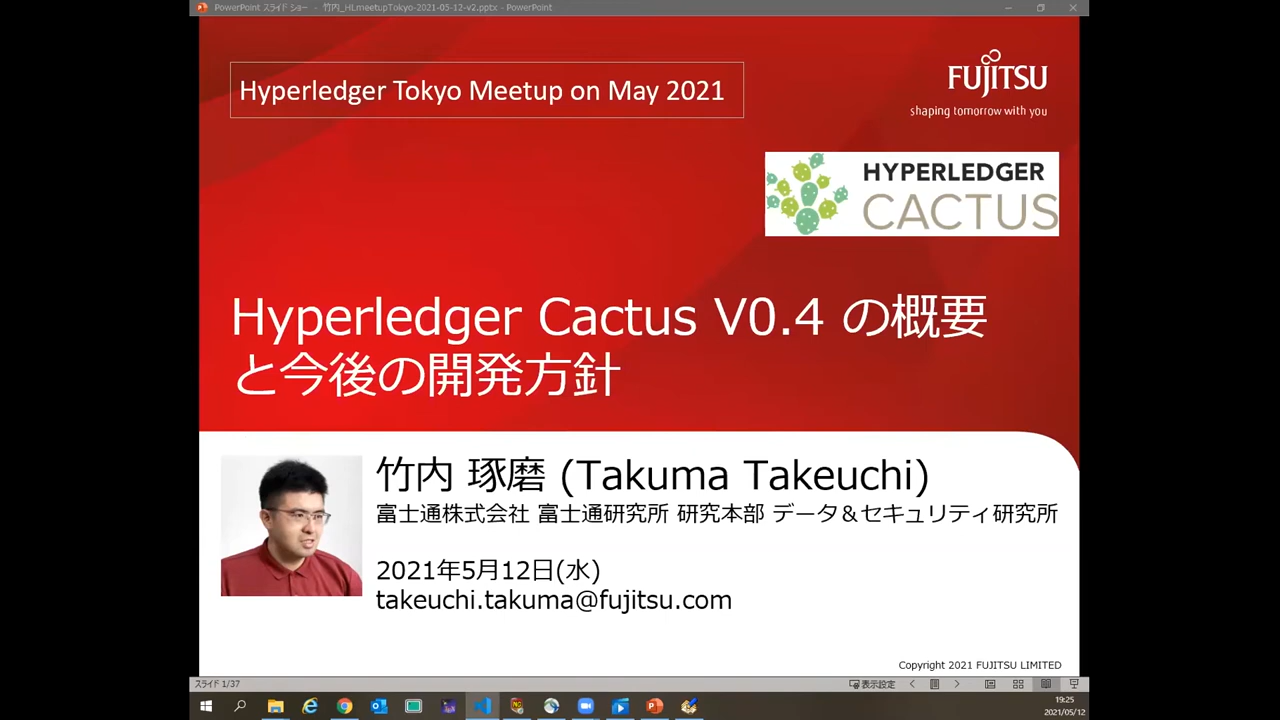 PowerPoint スライド ショー - 竹内_HLmeetupTokyo-2021-05-12-v2.pptx - PowerPoint
Hyperledger Tokyo Meetup on May 2021
FUJITSU
shaping tomorrow with you
HYPERLEDGER
CACTUS
Hyperledger Cactus V0.4 の概要
と今後の開発方針
竹内 琢磨 (Takuma Takeuchi)
富士通株式会社 富士通研究所 研究本部 データ＆セキュリティ研究所
2021年5月12日(水)
takeuchi.takuma@fujitsu.com
Copyright 2021 FUJITSU LIMITED
スライド 1/37
表示設定
19:25
2021/05/12